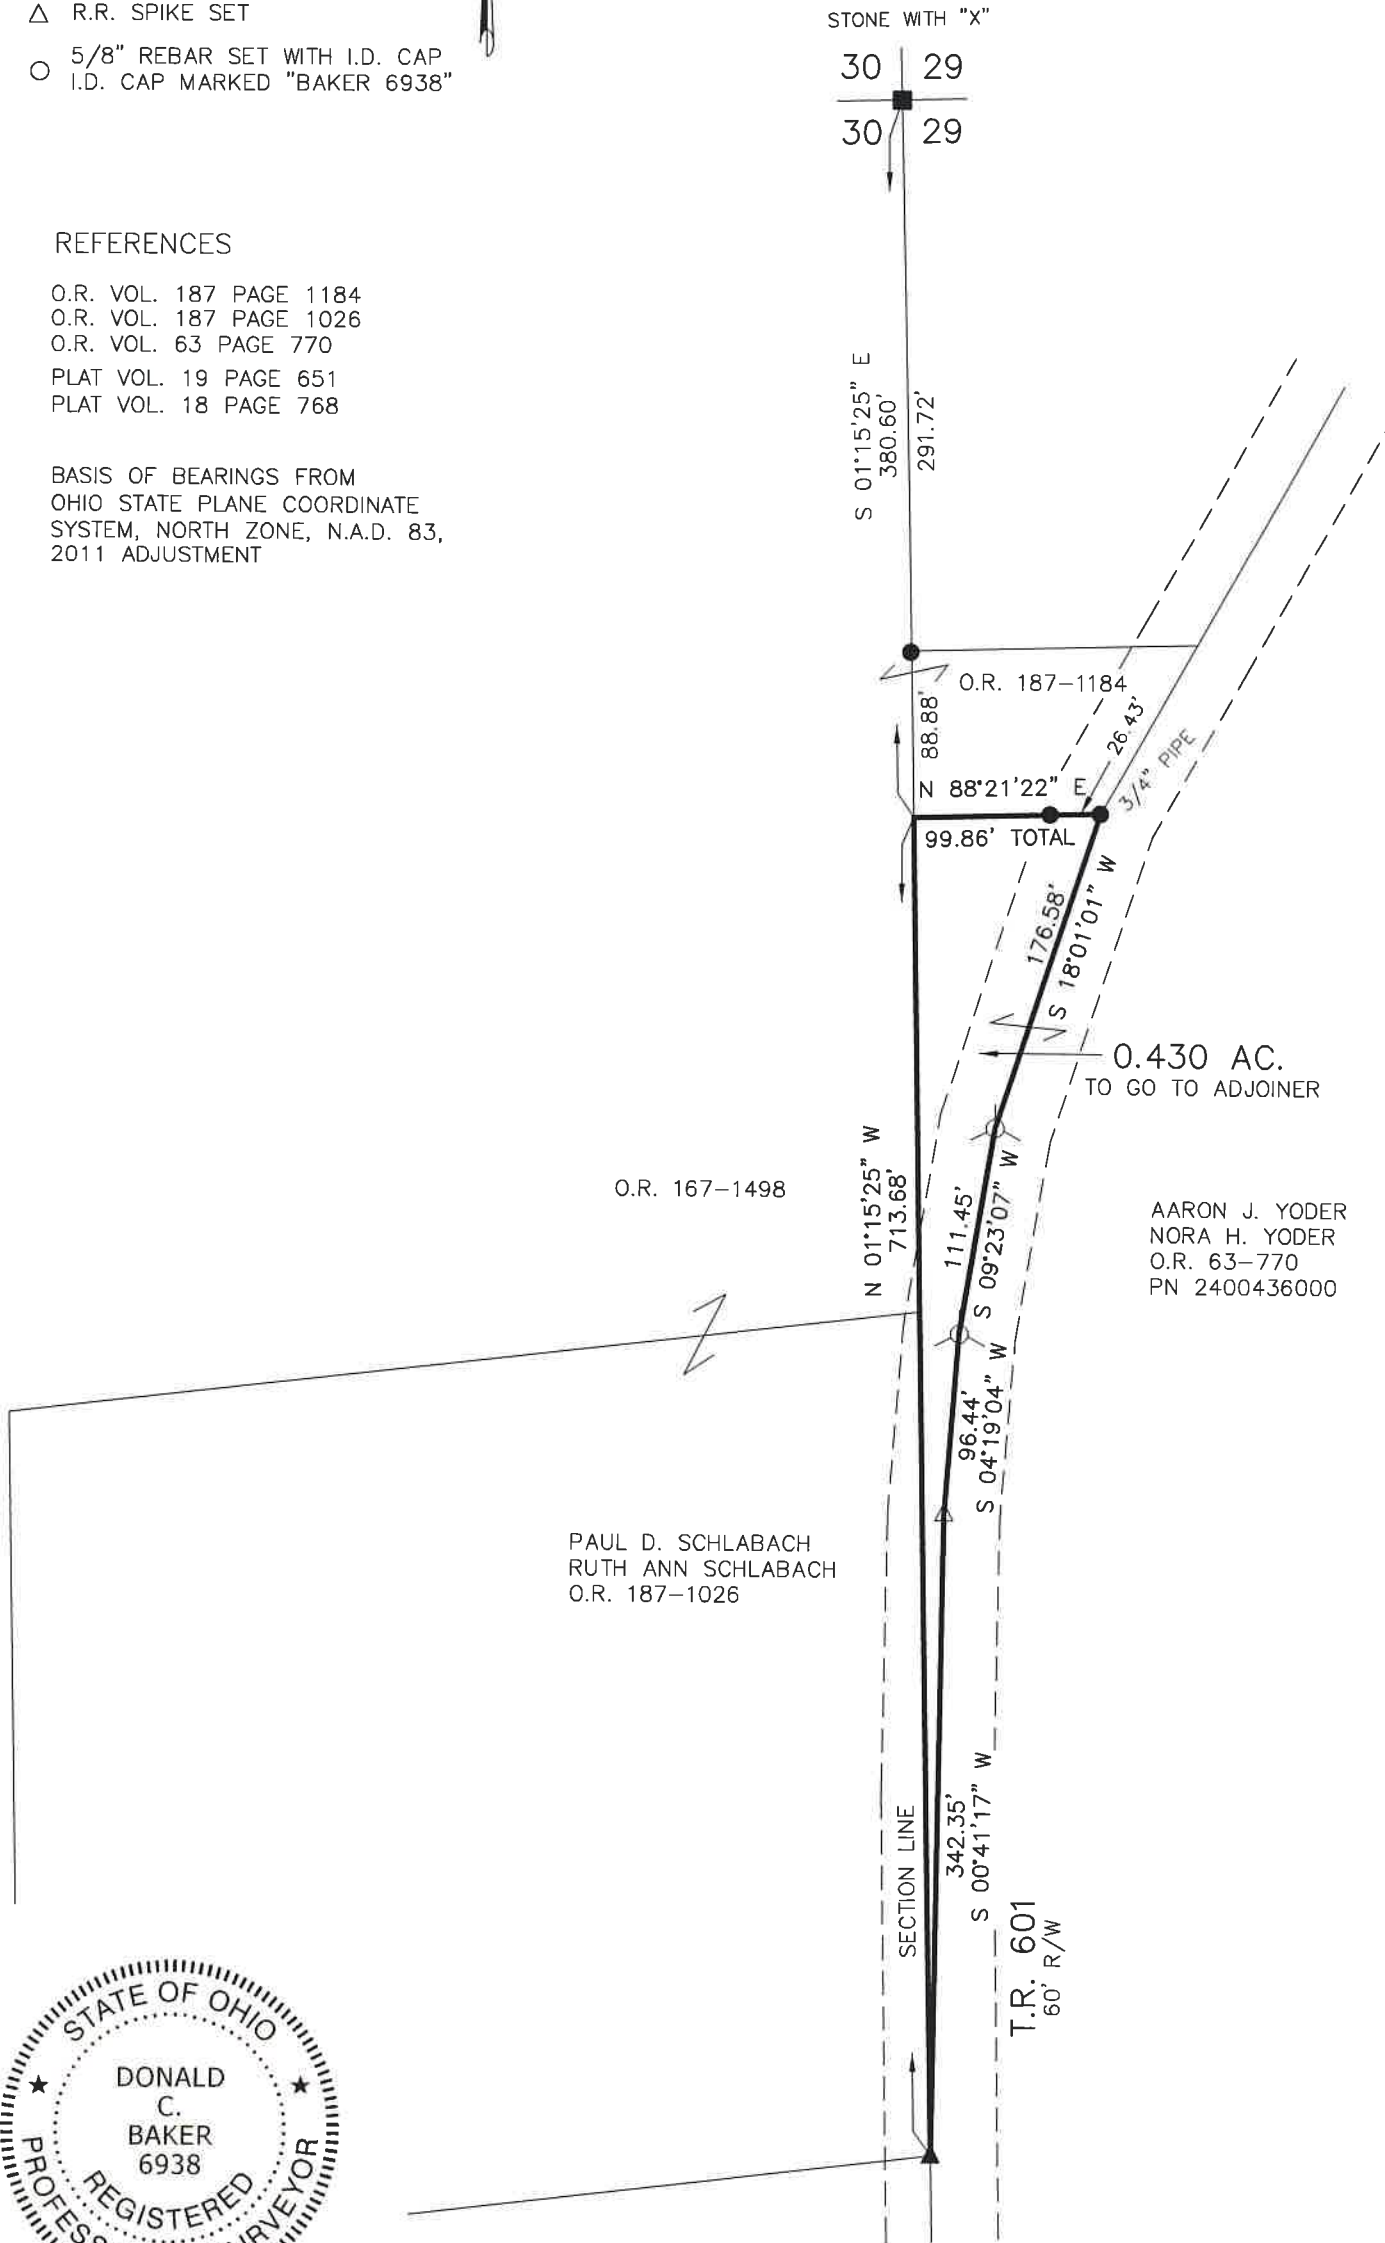 R.R. SPIKE SET
5/8" REBAR SET WITH I.D. CAP
I.D. CAP MARKED "BAKER 6938"
STONE WITH "X"
30 29
30 29
REFERENCES
O.R. VOL. 187 PAGE 1184
O.R. VOL. 187 PAGE 1026
O.R. VOL. 63 PAGE 770
PLAT VOL. 19 PAGE 651
PLAT VOL. 18 PAGE 768
BASIS OF BEARINGS FROM
OHIO STATE PLANE COORDINATE
SYSTEM, NORTH ZONE, N.A.D. 83,
2011 ADJUSTMENT
S 01°15'25" E
380.60'
291.72'
O.R. 187-1184
88.88'
26.43'
3/4" PIPE
N 88°21'22" E
99.86' TOTAL
176.58'
S 18°01'01" W
0.430 AC.
TO GO TO ADJOINER
O.R. 167-1498
N 01°15'25" W
713.68'
111.45'
S 09°23'07" W
AARON J. YODER
NORA H. YODER
O.R. 63-770
PN 2400436000
96.44'
S 04°19'04" W
PAUL D. SCHLABACH
RUTH ANN SCHLABACH
O.R. 187-1026
SECTION LINE
342.35'
S 00°41'17" W
T.R. 601
60' R/W
STATE OF OHIO
DONALD
C.
BAKER
6938
REGISTERED